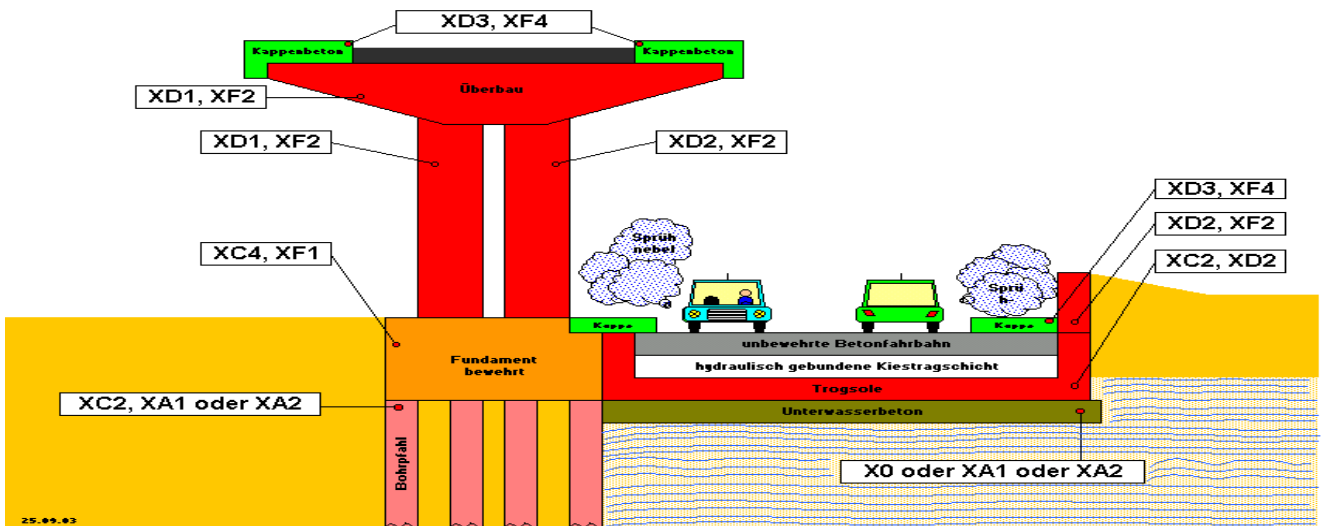 XD3, XF4
Kappenbeton
Kappenbeton
Überbau
XD1, XF2
XD1, XF2
XD2, XF2
XD3, XF4
XD2, XF2
XC2, XD2
Sprüh
nebel
Sprü
h-
XC4, XF1
Kappe
Kappe
unbewehrte Betonfahrbahn
Fundament
bewehrt
hydraulisch gebundene Kiestragschicht
Trogsole
XC2, XA1 oder XA2
Unterwasserbeton
Bohrpfahl
X0 oder XA1 oder XA2
25.09.03